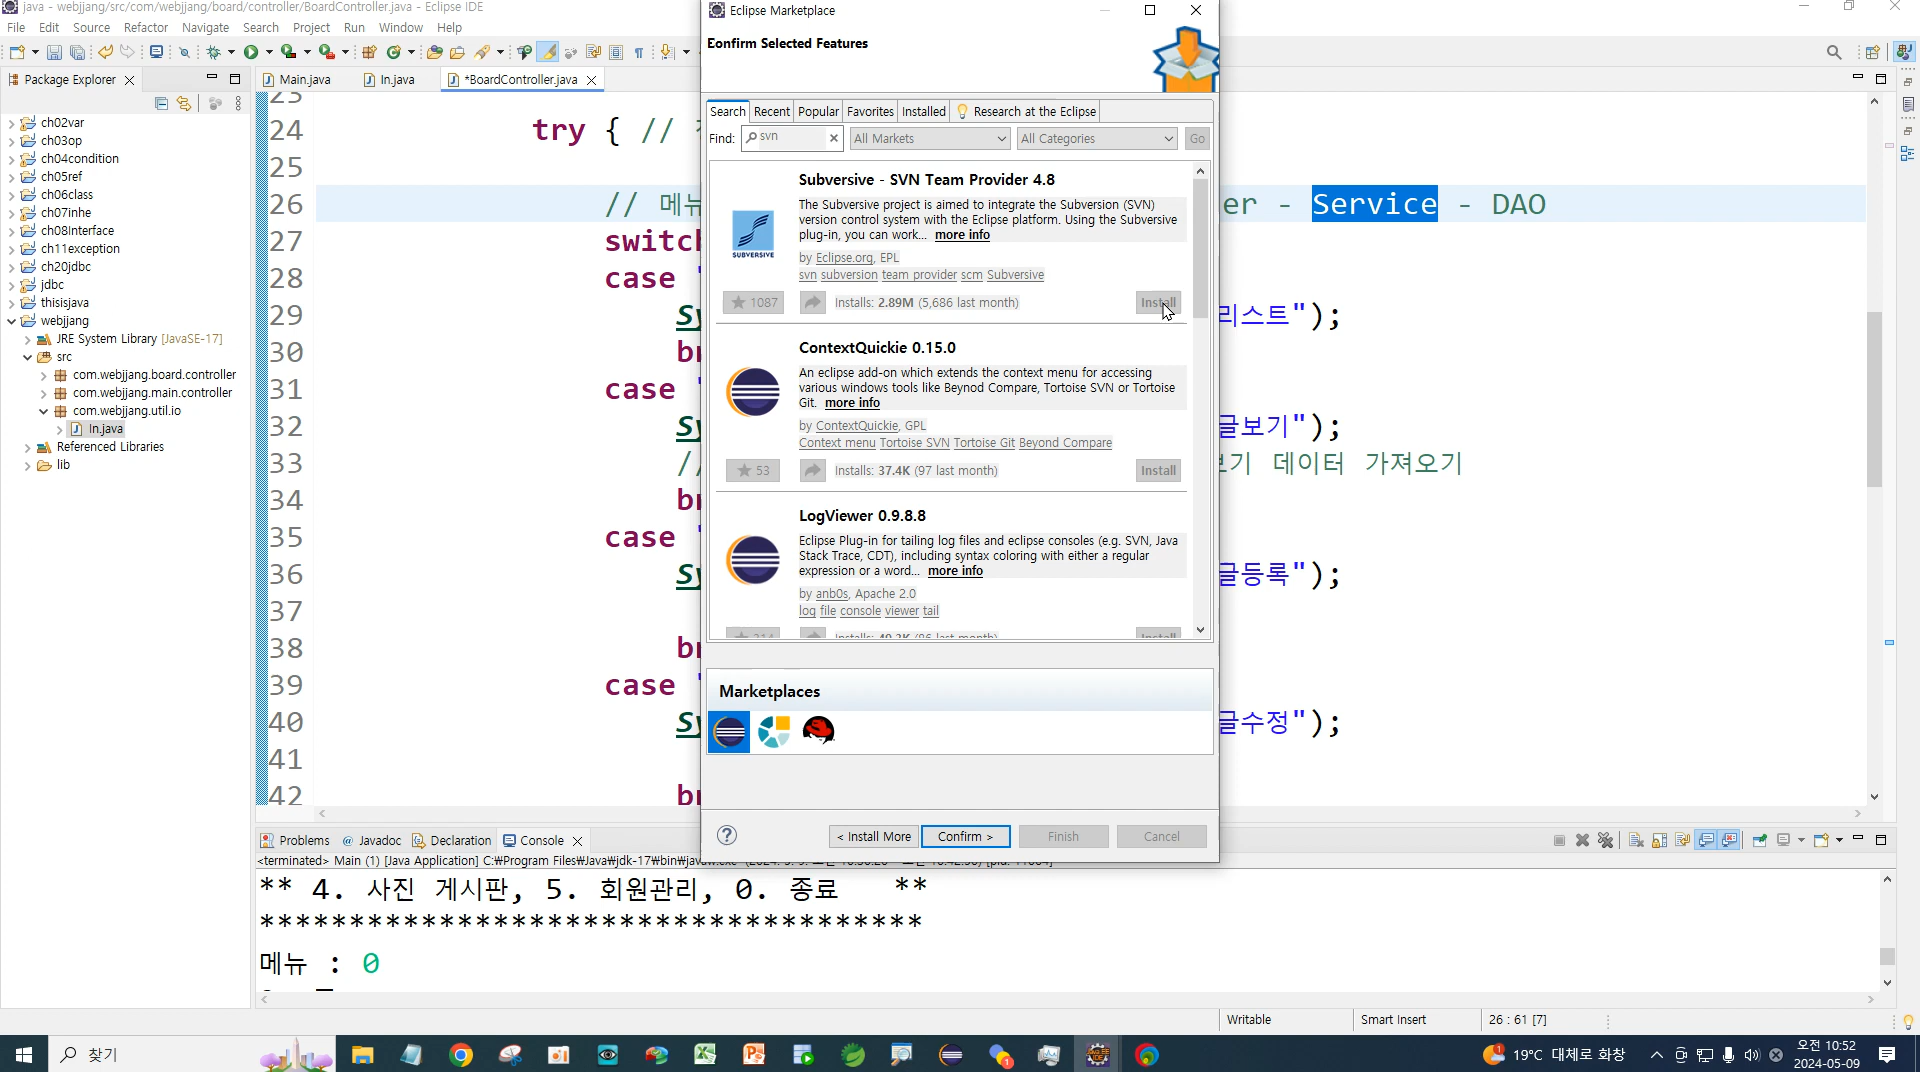 java - webjjang/src/com/webjjang/board/controller/BoardController.java - Eclipse IDE
File Edit Source Refactor Navigate Search Project Run Window Help
Package Explorer
ch02var
ch03op
ch04condition
ch05ref
ch06class
ch07inhe
ch08Interface
ch11exception
ch20jdbc
jdbc
thisisjava
webjjang
JRE System Library [JavaSE-17]
src
com.webjjang.board.controller
com.webjjang.main.controller
com.webjjang.util.io
In.java
Referenced Libraries
lib
Main.java In.java *BoardController.java
23
24 try { //
25
26 // 메뉴 er - Service - DAO
27 switch
28 case
29 Sy 리스트");
30 br
31 case
32 Sy 글보기");
33 // 보기 데이터 가져오기
34 br
35 case
36 Sy 글등록");
37
38 br
39 case
40 Sy 글수정");
41
42 br
Eclipse Marketplace
Confirm Selected Features
Search Recent Popular Favorites Installed Research at the Eclipse
Find: svn All Markets All Categories Go
Subversive - SVN Team Provider 4.8
The Subversive project is aimed to integrate the Subversion (SVN)
version control system with the Eclipse platform. Using the Subversive
plug-in, you can work... more info
by Eclipse.org, EPL
svn subversion team provider scm Subversive
1087 Installs: 2.89M (5,686 last month) Install
ContextQuickie 0.15.0
An eclipse add-on which extends the context menu for accessing
various windows tools like Beynod Compare, Tortoise SVN or Tortoise
Git. more info
by ContextQuickie, GPL
Context menu Tortoise SVN Tortoise Git Beyond Compare
53 Installs: 37.4K (97 last month) Install
LogViewer 0.9.8.8
Eclipse Plug-in for tailing log files and eclipse consoles (e.g. SVN, Java
Stack Trace, CDT), including syntax coloring with either a regular
expression or a word... more info
by anb0s, Apache 2.0
log file console viewer tail
SUBVERSIVE
Marketplaces
< Install More Confirm > Finish Cancel
Problems Javadoc Declaration Console
<terminated> Main (1) [Java Application] C:₩Program Files₩Java₩jdk-17₩bin₩javaw.exe
** 4. 사진 게시판, 5. 회원관리, 0. 종료 **
*************************************
메뉴 : 0
Writable Smart Insert 26 : 61 [7]
찾기
19°C 대체로 화창
오전 10:52
2024-05-09